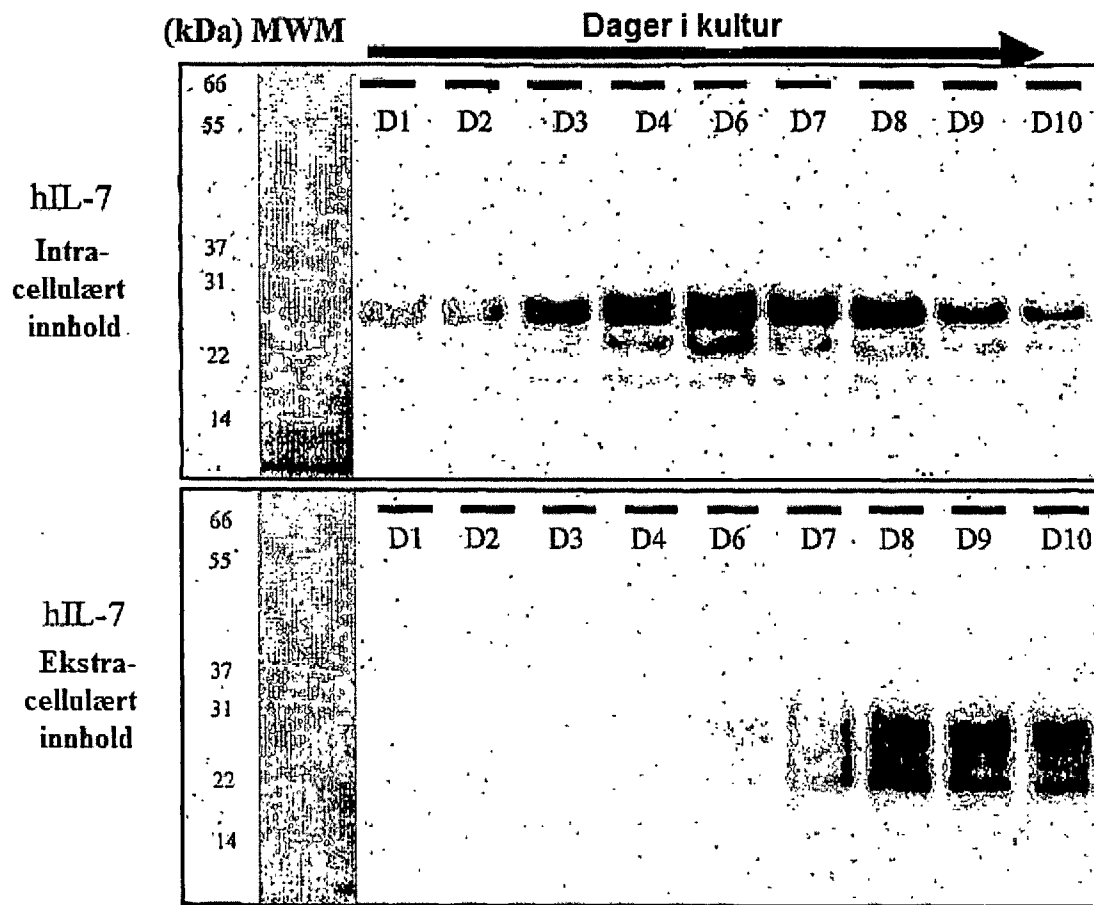 (kDa) MWM Dager i kultur
66
D1 D2 D3 D4 D6 D7 D8 D9 D10
55
hIL-7
Intra-
cellulært
innhold
37
31
22
14
66
D1 D2 D3 D4 D6 D7 D8 D9 D10
55
hIL-7
Ekstra-
cellulært
innhold
37
31
22
14